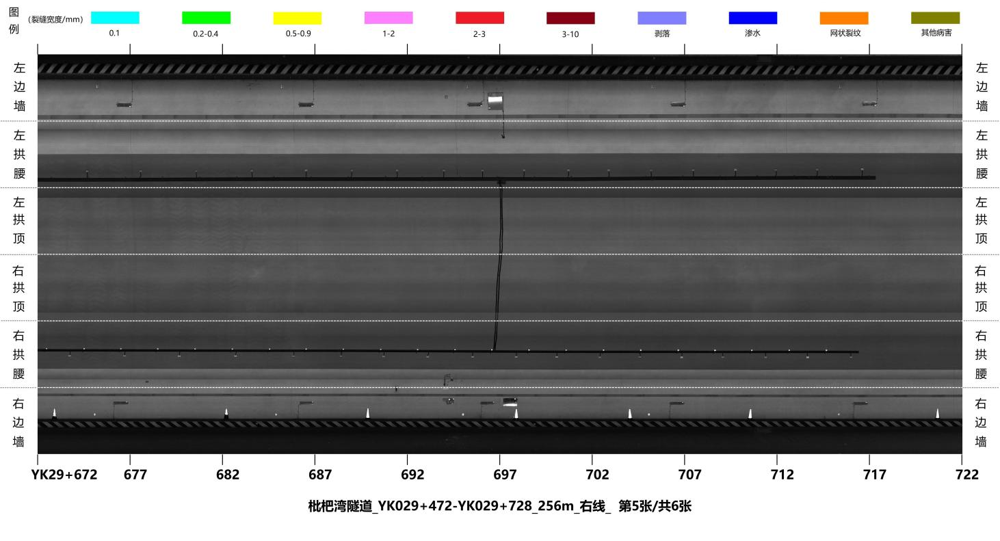 图例 (裂缝宽度/mm) 0.1 0.2-0.4 0.5-0.9 1-2 2-3 3-10 剥落 渗水 网状裂纹 其他病害
左边墙 左边墙
左拱腰 左拱腰
左拱顶 左拱顶
右拱顶 右拱顶
右拱腰 右拱腰
右边墙 右边墙
YK29+672 677 682 687 692 697 702 707 712 717 722
枇杷湾隧道_YK029+472-YK029+728_256m_右线_ 第5张/共6张